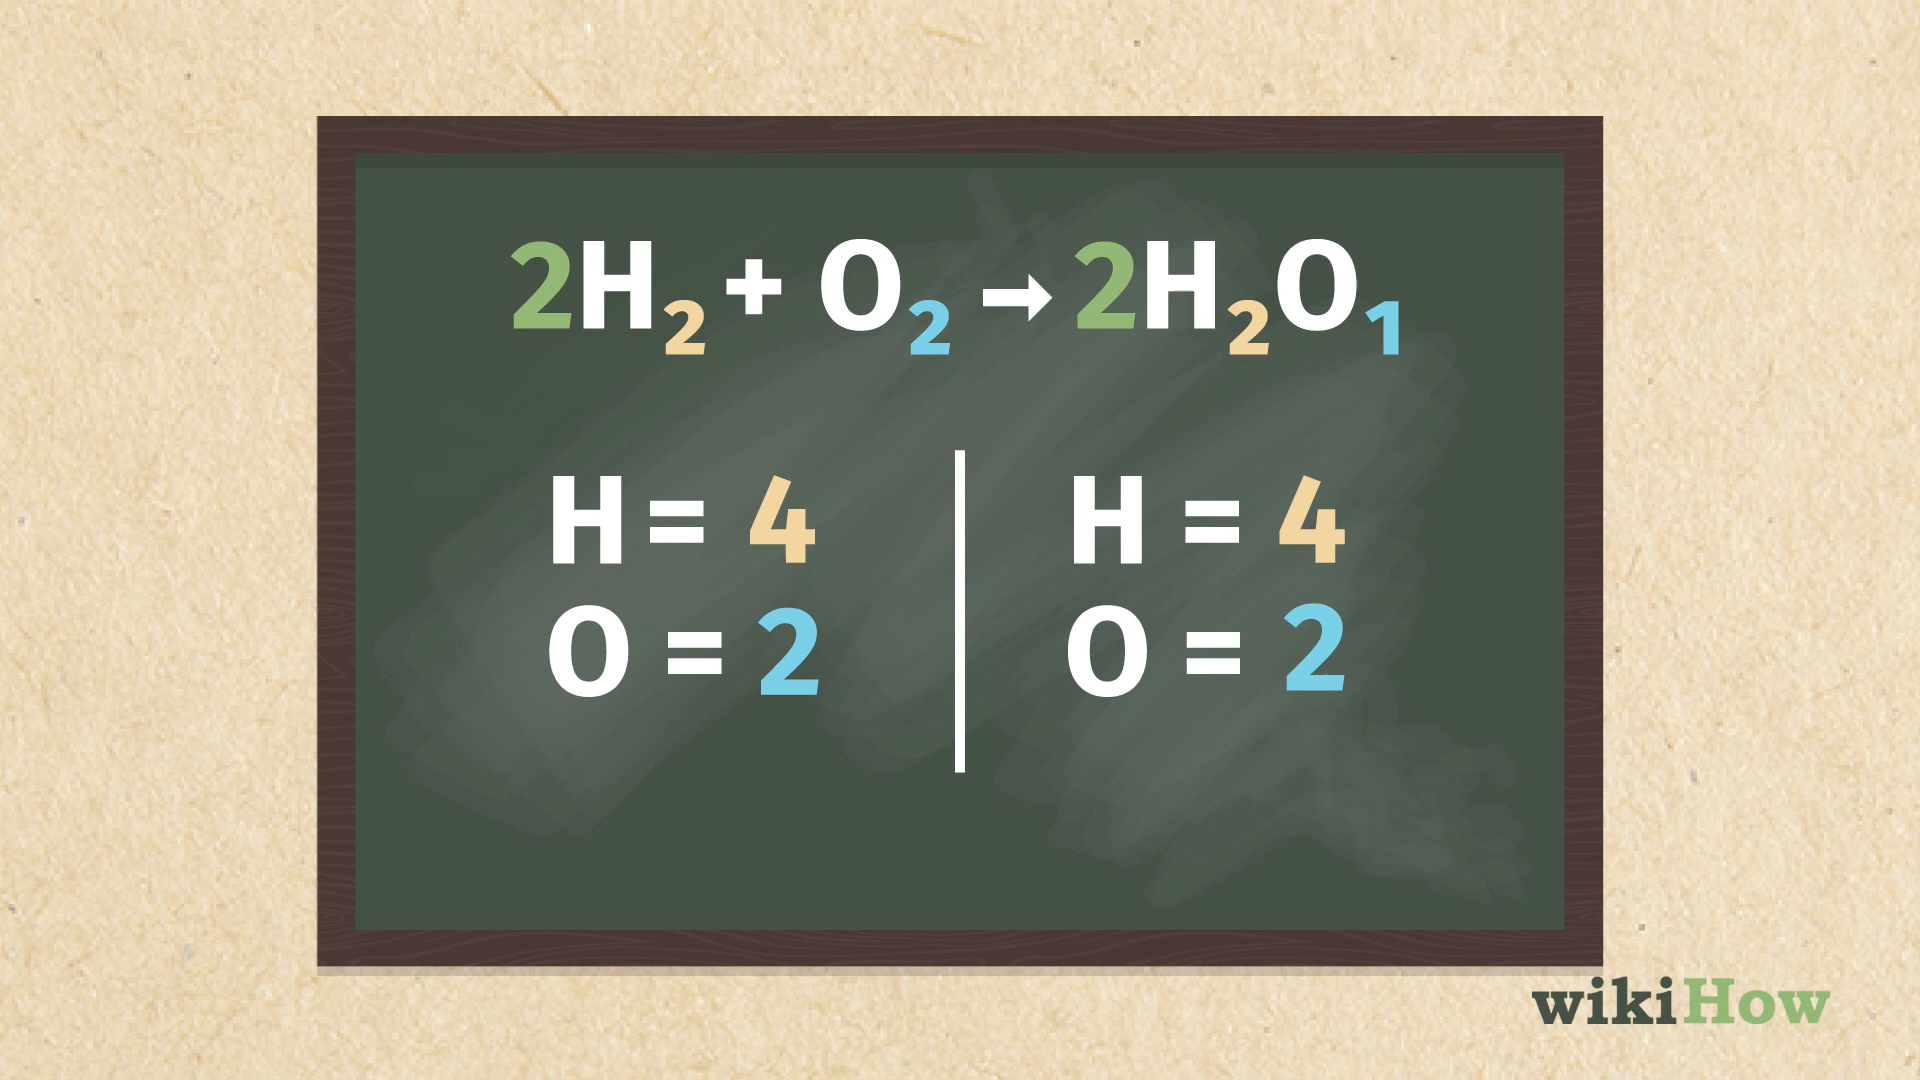 2H₂ + O₂ → 2H₂O₁
H = 4
O = 2
H = 4
O = 2
wikiHow